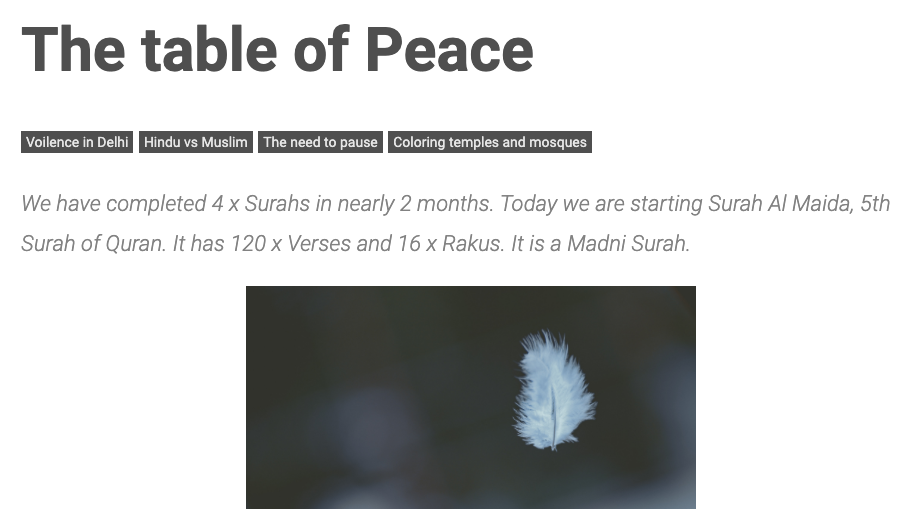 The table of Peace
Voilence in Delhi Hindu vs Muslim The need to pause Coloring temples and mosques
We have completed 4 x Surahs in nearly 2 months. Today we are starting Surah Al Maida, 5th
Surah of Quran. It has 120 x Verses and 16 x Rakus. It is a Madni Surah.